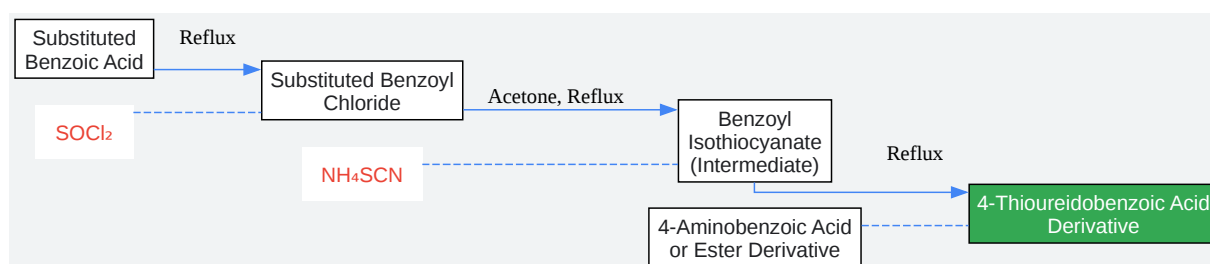 Substituted
Benzoic Acid
Reflux
SOCl₂
Substituted Benzoyl
Chloride
Acetone, Reflux
NH₄SCN
Benzoyl
Isothiocyanate
(Intermediate)
Reflux
4-Aminobenzoic Acid
or Ester Derivative
4-Thioureidobenzoic Acid
Derivative